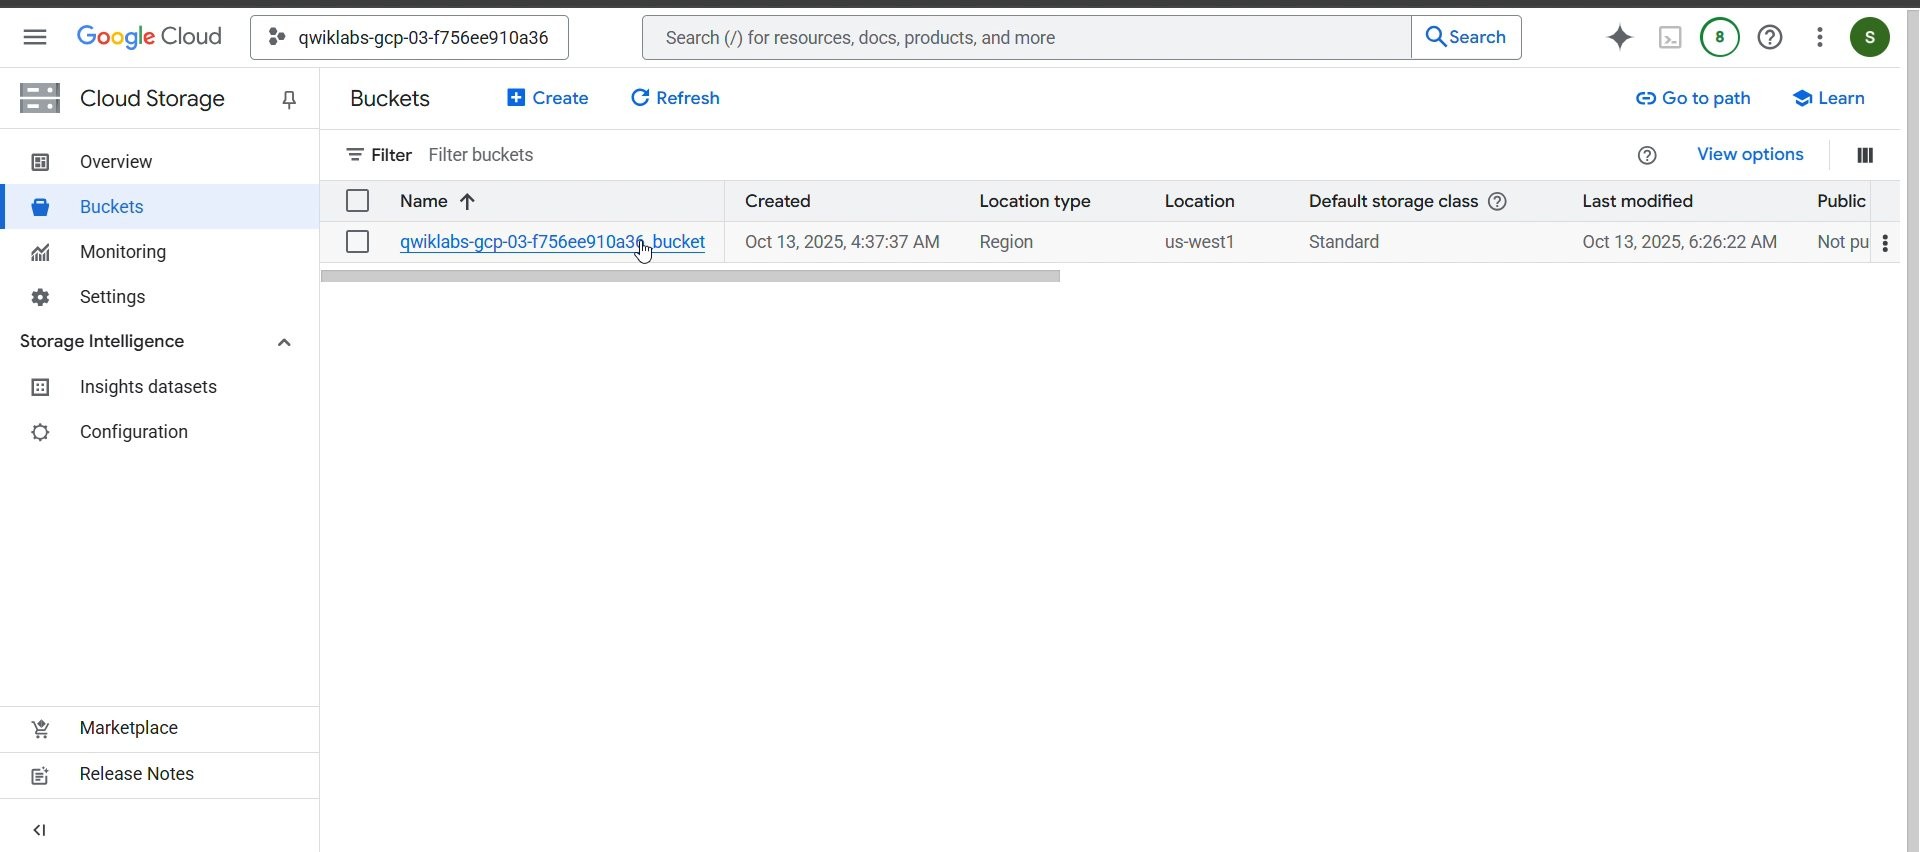 Google Cloud
qwiklabs-gcp-03-f756ee910a36
Search (/) for resources, docs, products, and more
Search
8
S
Cloud Storage
Buckets
Create
Refresh
Go to path
Learn
Overview
Buckets
Monitoring
Settings
Storage Intelligence
Insights datasets
Configuration
Marketplace
Release Notes
Filter Filter buckets
View options
Name Created Location type Location Default storage class Last modified Public
qwiklabs-gcp-03-f756ee910a36_bucket Oct 13, 2025, 4:37:37 AM Region us-west1 Standard Oct 13, 2025, 6:26:22 AM Not pu